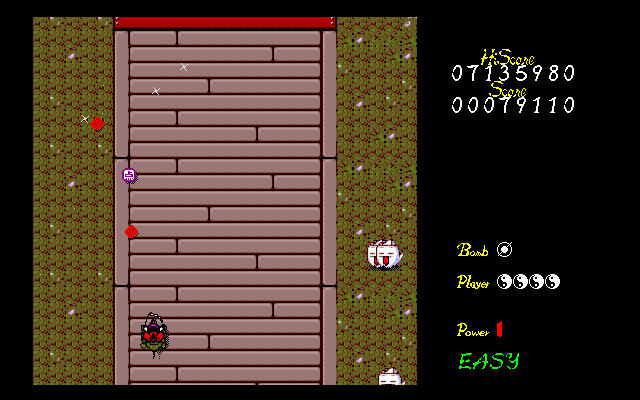 HiScore
07135980
Score
00079110
Bomb
Player
Power
EASY